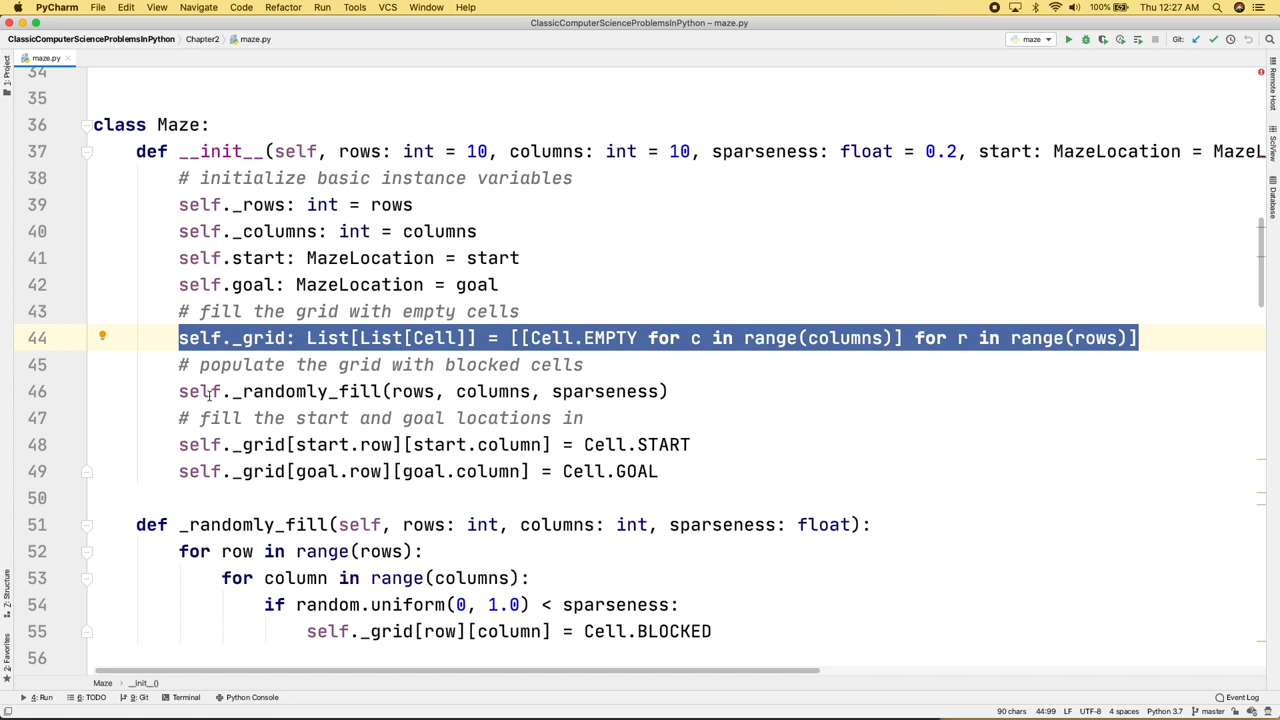 PyCharm File Edit View Navigate Code Refactor Run Tools VCS Window Help 100% Thu 12:27 AM
ClassicComputerScienceProblemsInPython – maze.py
ClassicComputerScienceProblemsInPython Chapter2 maze.py maze Git:
maze.py
1: Project
Remote Host
SciView
Database
34
35
36 class Maze:
37 def __init__(self, rows: int = 10, columns: int = 10, sparseness: float = 0.2, start: MazeLocation = MazeL
38 # initialize basic instance variables
39 self._rows: int = rows
40 self._columns: int = columns
41 self.start: MazeLocation = start
42 self.goal: MazeLocation = goal
43 # fill the grid with empty cells
44 self._grid: List[List[Cell]] = [[Cell.EMPTY for c in range(columns)] for r in range(rows)]
45 # populate the grid with blocked cells
46 self._randomly_fill(rows, columns, sparseness)
47 # fill the start and goal locations in
48 self._grid[start.row][start.column] = Cell.START
49 self._grid[goal.row][goal.column] = Cell.GOAL
50
51 def _randomly_fill(self, rows: int, columns: int, sparseness: float):
52 for row in range(rows):
53 for column in range(columns):
54 if random.uniform(0, 1.0) < sparseness:
55 self._grid[row][column] = Cell.BLOCKED
56
Z: Structure
2: Favorites
Maze __init__()
4: Run 6: TODO 9: Git Terminal Python Console Event Log
90 chars 44:99 LF UTF-8 4 spaces Python 3.7 master